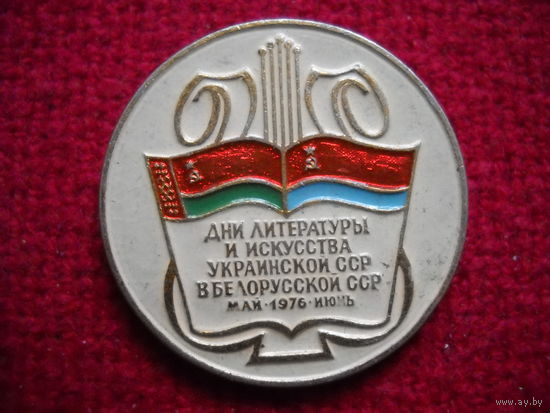 ДНИ ЛИТЕРАТУРЫ
И ИСКУССТВА
УКРАИНСКОЙ ССР
В БЕЛОРУССКОЙ ССР
МАЙ · 1976 · ИЮНЬ
www.ay.by